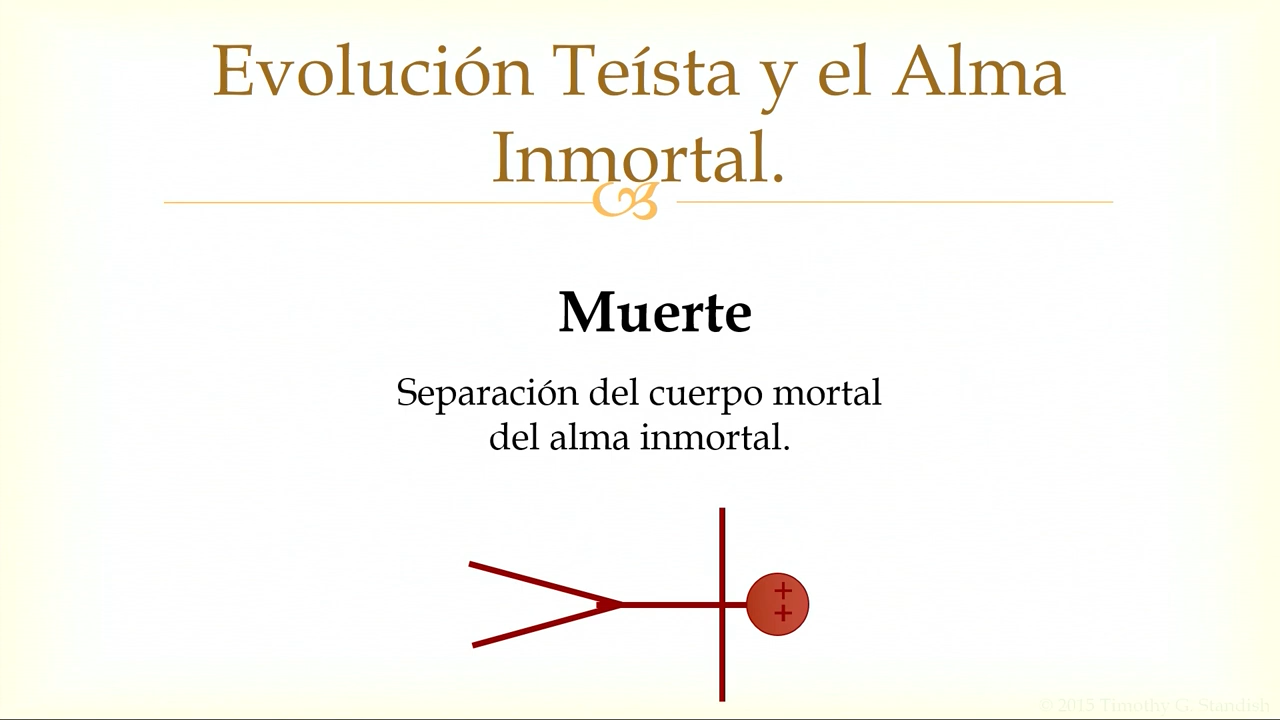 Evolución Teísta y el Alma
Inmortal.
Muerte
Separación del cuerpo mortal
del alma inmortal.
© 2015 Timothy G. Standish